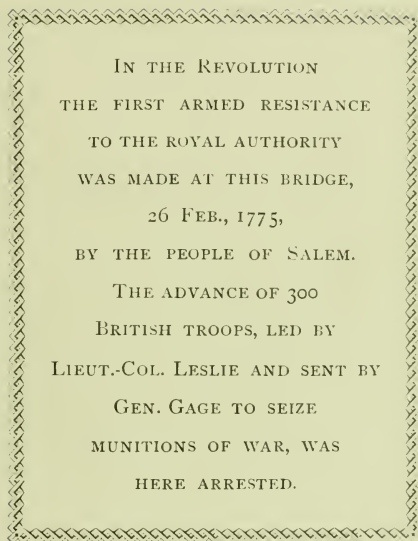 In the Revolution
the first armed resistance
to the royal authority
was made at this bridge,
26 Feb., 1775,
by the people of Salem.
The advance of 300
British troops, led by
Lieut.-Col. Leslie and sent by
Gen. Gage to seize
munitions of war, was
here arrested.